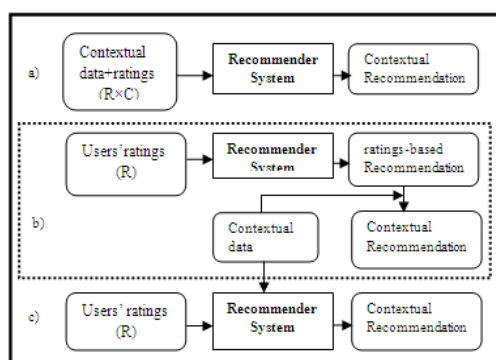 a)
Contextual
data+ratings
(R×C)
Recommender
System
Contextual
Recommendation
b)
Users'ratings
(R)
Recommender
System
ratings-based
Recommendation
Contextual
data
Contextual
Recommendation
c)
Users' ratings
(R)
Recommender
System
Contextual
Recommendation